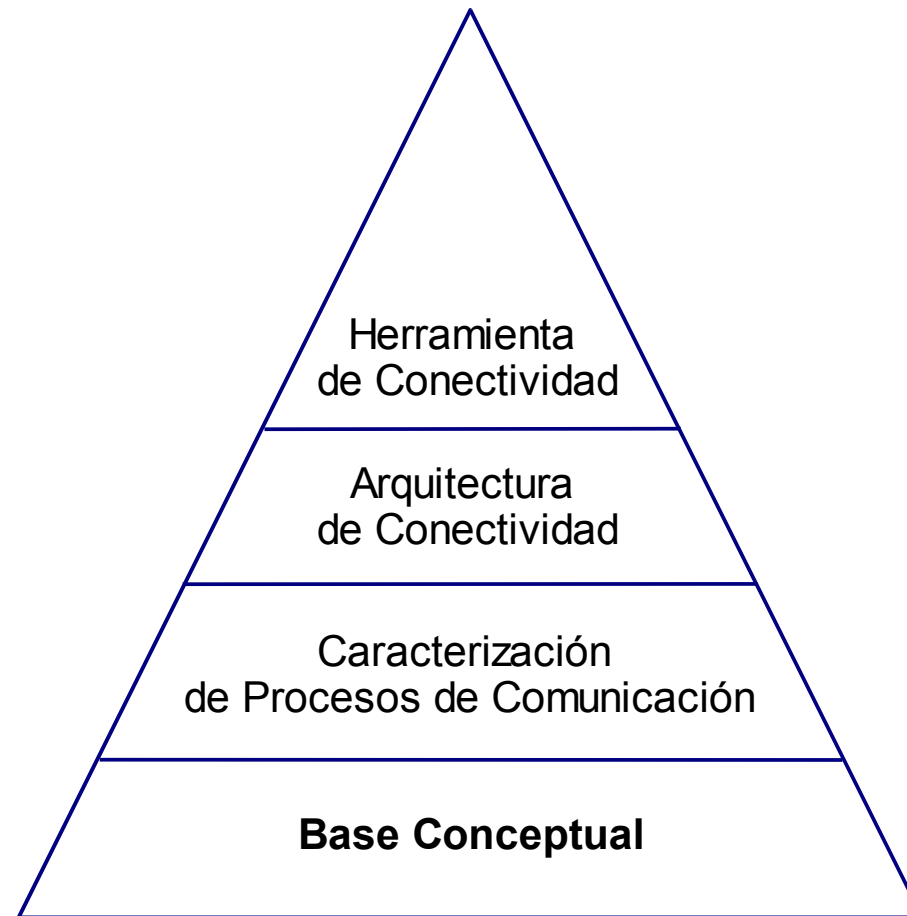 Herramienta
de Conectividad
Arquitectura
de Conectividad
Caracterización
de Procesos de Comunicación
Base Conceptual